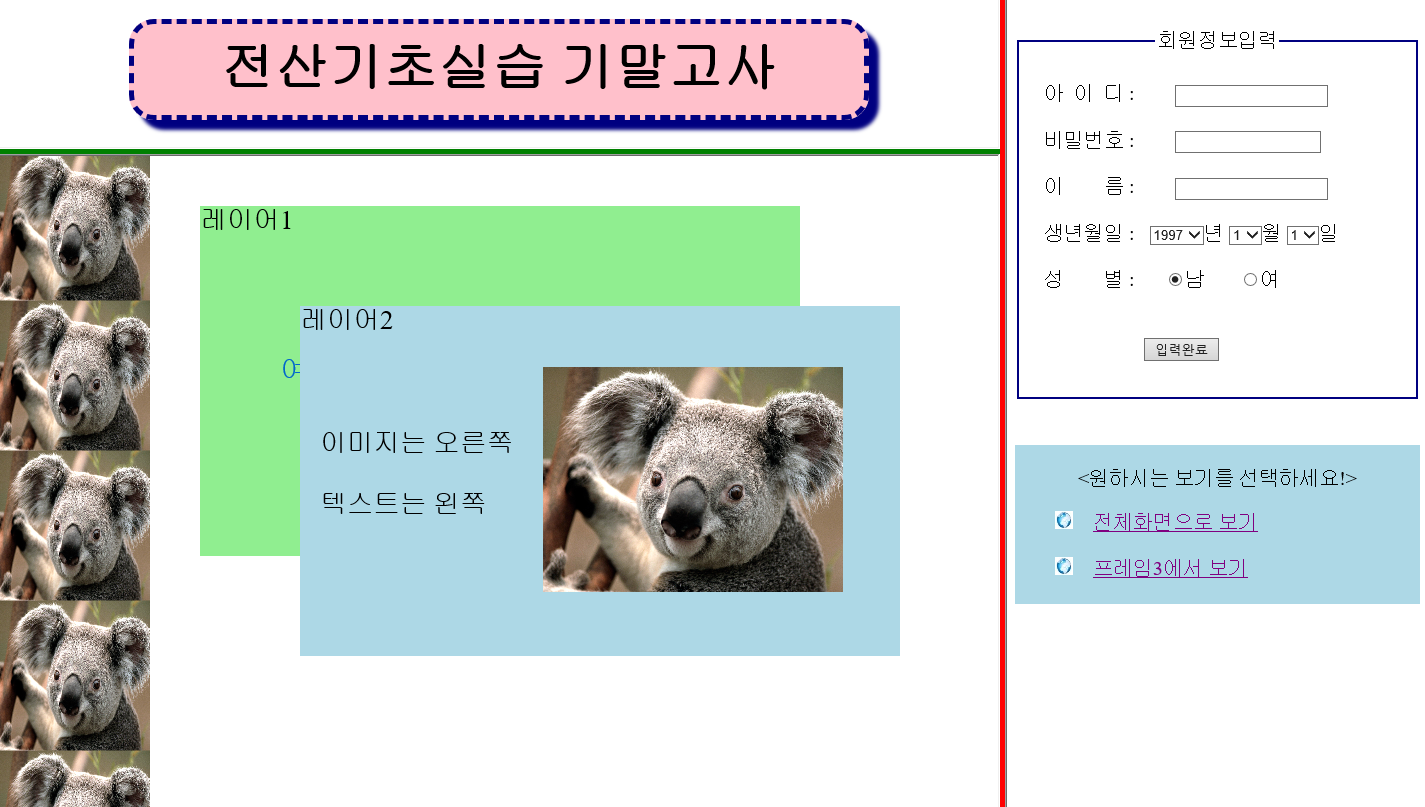 전산기초실습 기말고사
레이어1
레이어2
이미지는 오른쪽
텍스트는 왼쪽
회원정보입력
아 이 디 :
비밀번호 :
이 름 :
생년월일 : 1997 년 1 월 1 일
성 별 : 남 여
입력완료
<원하시는 보기를 선택하세요!>
전체화면으로 보기
프레임3에서 보기